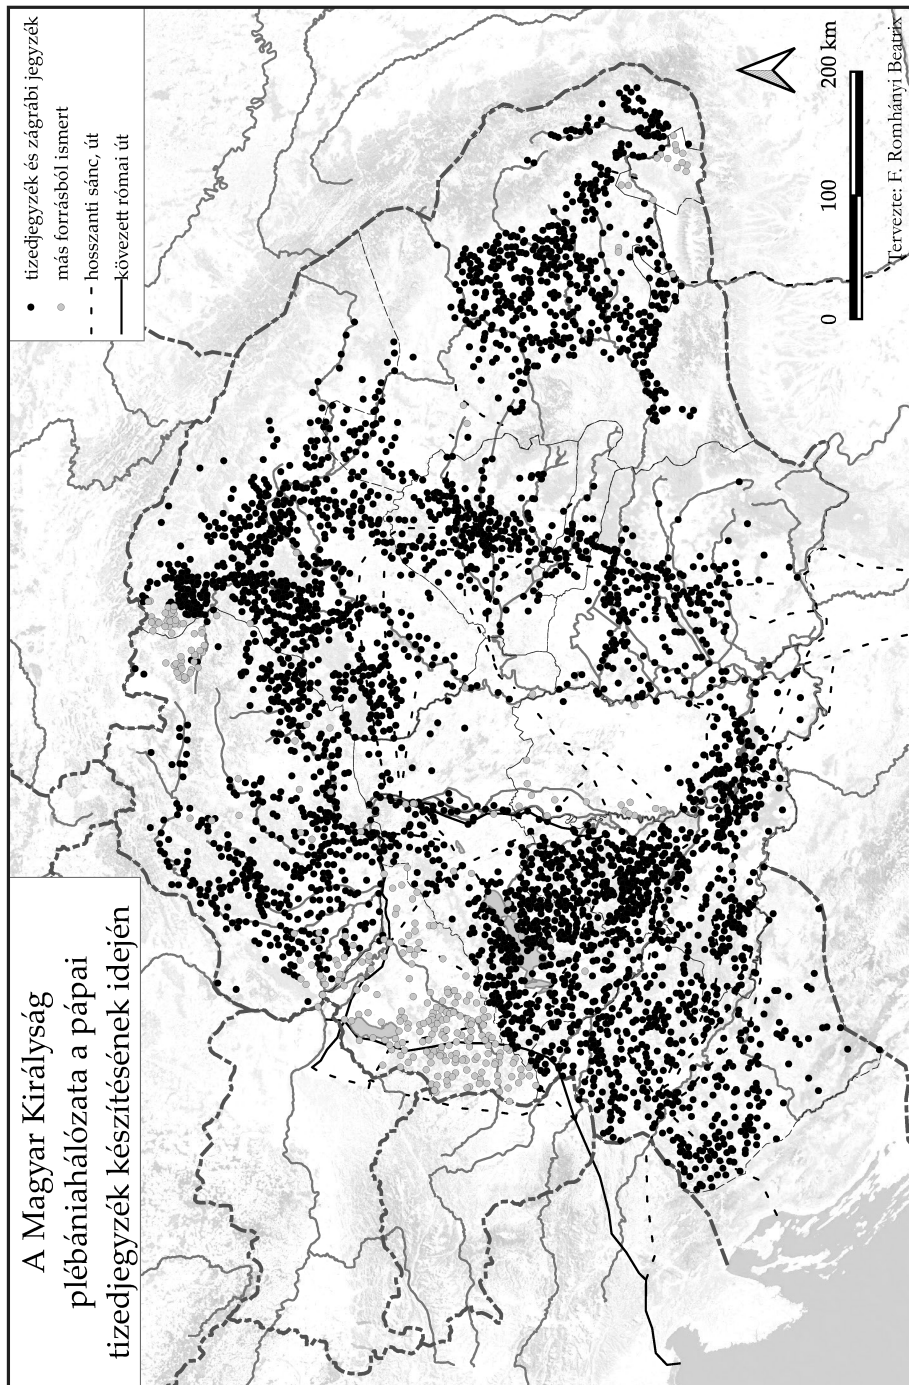 A Magyar Királyság
plébániahálózata a pápai
tizedjegyzék készítésének idején
tizedjegyzék és zágrábi jegyzék
más forrásból ismert
hosszanti sánc, út
kövezett római út
0 100 200 km
Tervezte: F. Romhányi Beatrix